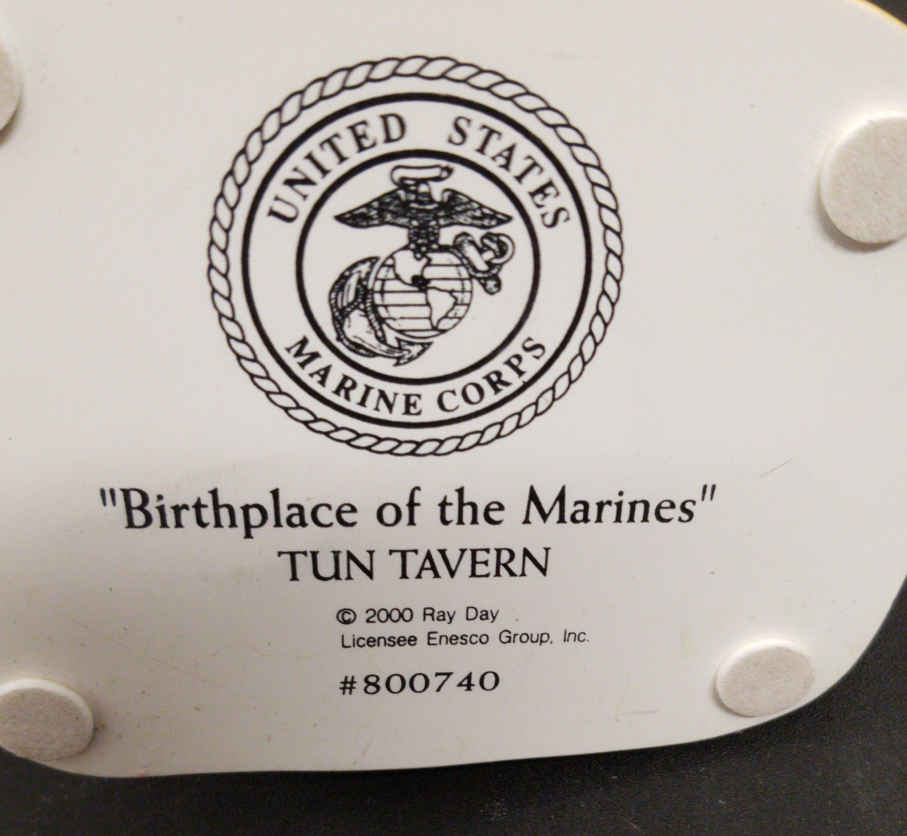 UNITED STATES
MARINE CORPS
"Birthplace of the Marines"
TUN TAVERN
© 2000 Ray Day
Licensee Enesco Group, Inc.
#800740